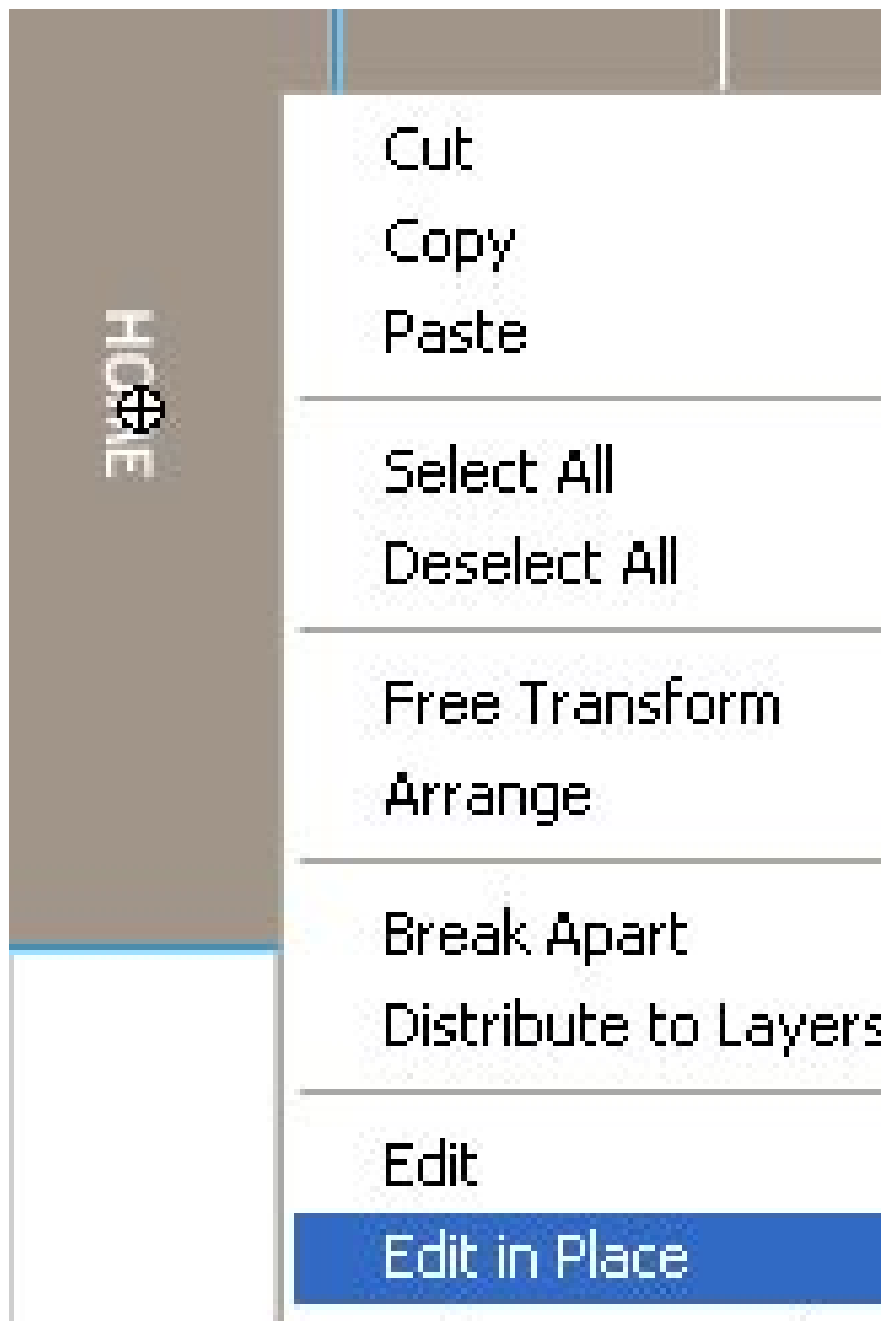 HOME
Cut
Copy
Paste
Select All
Deselect All
Free Transform
Arrange
Break Apart
Distribute to Layers
Edit
Edit in Place